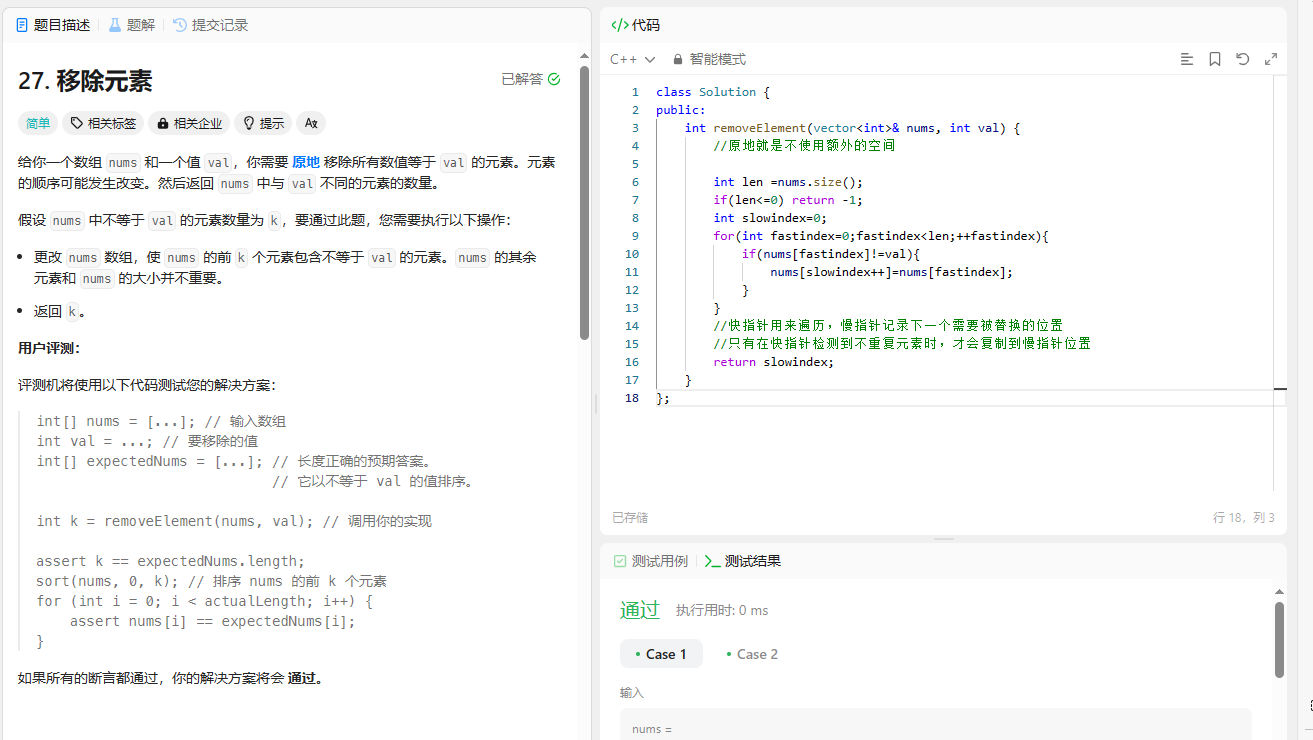 题目描述 题解 提交记录
27. 移除元素
已解答
简单 相关标签 相关企业 提示
给你一个数组 nums 和一个值 val，你需要 原地 移除所有数值等于 val 的元素。元素
的顺序可能发生改变。然后返回 nums 中与 val 不同的元素的数量。
假设 nums 中不等于 val 的元素数量为 k，要通过此题，您需要执行以下操作：
更改 nums 数组，使 nums 的前 k 个元素包含不等于 val 的元素。nums 的其余
元素和 nums 的大小并不重要。
返回 k。
用户评测：
评测机将使用以下代码测试您的解决方案：
int[] nums = [...]; // 输入数组
int val = ...; // 要移除的值
int[] expectedNums = [...]; // 长度正确的预期答案。
// 它以不等于 val 的值排序。
int k = removeElement(nums, val); // 调用你的实现
assert k == expectedNums.length;
sort(nums, 0, k); // 排序 nums 的前 k 个元素
for (int i = 0; i < actualLength; i++) {
    assert nums[i] == expectedNums[i];
}
如果所有的断言都通过，你的解决方案将会 通过。
</> 代码
C++ 智能模式
1 class Solution {
2 public:
3     int removeElement(vector<int>& nums, int val) {
4         //原地就是不使用额外的空间
5
6         int len =nums.size();
7         if(len<=0) return -1;
8         int slowindex=0;
9         for(int fastindex=0;fastindex<len;++fastindex){
10             if(nums[fastindex]!=val){
11                 nums[slowindex++]=nums[fastindex];
12             }
13         }
14         //快指针用来遍历，慢指针记录下一个需要被替换的位置
15         //只有在快指针检测到不重复元素时，才会复制到慢指针位置
16         return slowindex;
17     }
18 };
已存储
行 18，列 3
测试用例 测试结果
通过 执行用时: 0 ms
Case 1 Case 2
输入
nums =